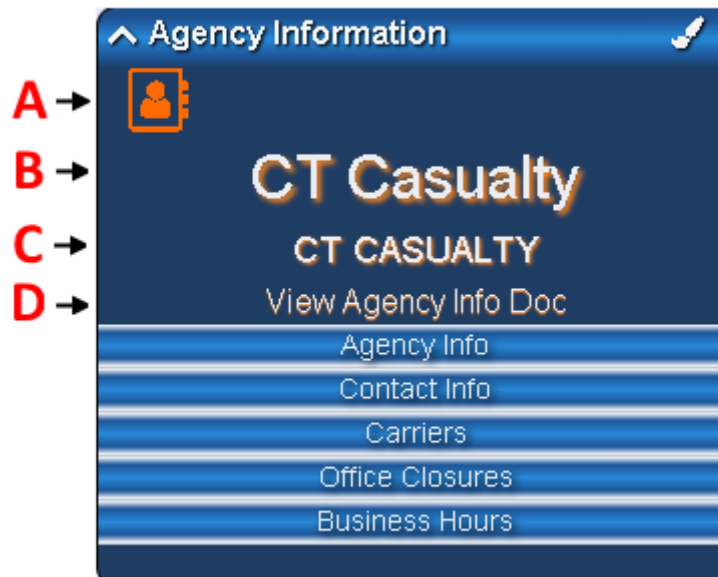 Agency Information
A
B CT Casualty
C CT CASUALTY
D View Agency Info Doc
Agency Info
Contact Info
Carriers
Office Closures
Business Hours